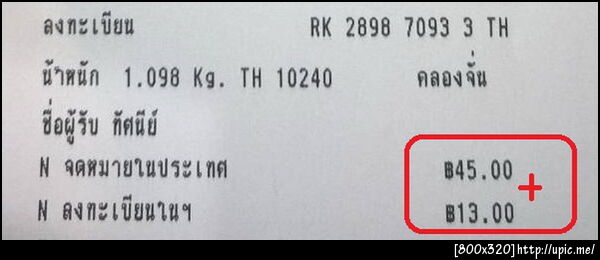 ลงทะเบียน RK 2898 7093 3 TH
น้ำหนัก 1.098 Kg. TH 10240 คลองจั่น
ชื่อผู้รับ ทัศนีย์
N จดหมายในประเทศ ฿45.00
+
N ลงทะเบียนในฯ ฿13.00
[800x320]http://upic.me/